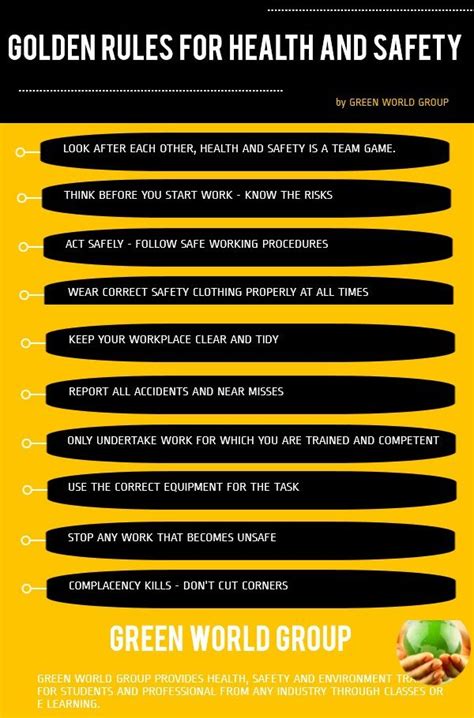 GOLDEN RULES FOR HEALTH AND SAFETY
by GREEN WORLD GROUP
LOOK AFTER EACH OTHER, HEALTH AND SAFETY IS A TEAM GAME.
THINK BEFORE YOU START WORK - KNOW THE RISKS
ACT SAFELY - FOLLOW SAFE WORKING PROCEDURES
WEAR CORRECT SAFETY CLOTHING PROPERLY AT ALL TIMES
KEEP YOUR WORKPLACE CLEAR AND TIDY
REPORT ALL ACCIDENTS AND NEAR MISSES
ONLY UNDERTAKE WORK FOR WHICH YOU ARE TRAINED AND COMPETENT
USE THE CORRECT EQUIPMENT FOR THE TASK
STOP ANY WORK THAT BECOMES UNSAFE
COMPLACENCY KILLS - DON'T CUT CORNERS
GREEN WORLD GROUP
GREEN WORLD GROUP PROVIDES HEALTH, SAFETY AND ENVIRONMENT
FOR STUDENTS AND PROFESSIONAL FROM ANY INDUSTRY THROUGH CLASSES OR
E LEARNING.